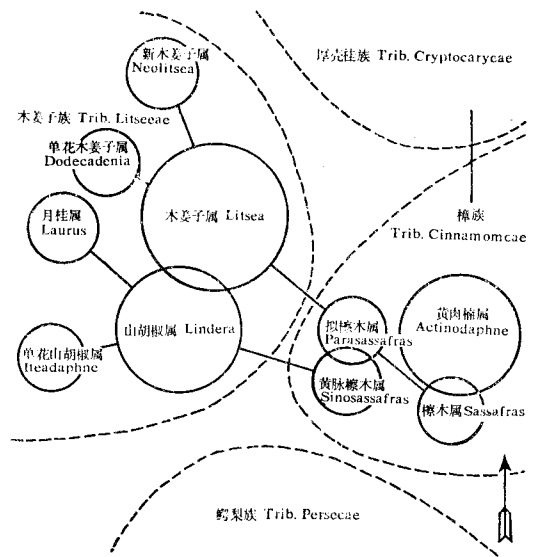 新木姜子属
Neolitsea
厚壳桂族 Trib. Cryptocarycae
木姜子族 Trib. Litseeae
单花木姜子属
Dodecadenia
月桂属
Laurus
木姜子属 Litsea
樟族
Trib. Cinnamomcae
山胡椒属 Lindera
拟檫木属
Parasassafras
黄肉楠属
Actinodaphne
单花山胡椒属
Iteadaphne
黄脉檫木属
Sinosassafras
檫木属 Sassafras
鳄梨族 Trib. Persecae